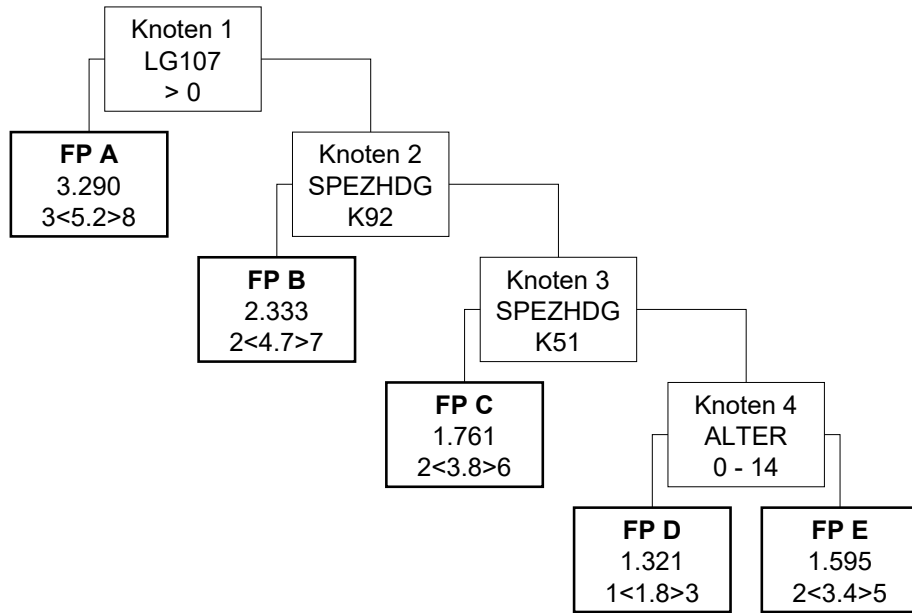 Knoten 1
LG107
> 0
FP A
3.290
3<5.2>8
Knoten 2
SPEZHDG
K92
FP B
2.333
2<4.7>7
Knoten 3
SPEZHDG
K51
FP C
1.761
2<3.8>6
Knoten 4
ALTER
0 - 14
FP D
1.321
1<1.8>3
FP E
1.595
2<3.4>5